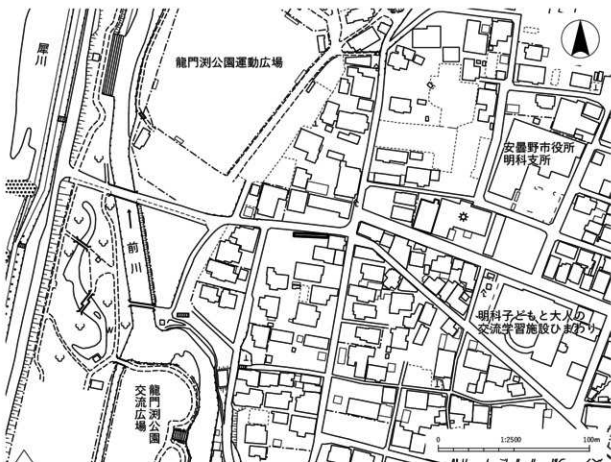 犀川
龍門渕公園運動広場
安曇野市役所
明科支所
前川
明科子どもと大人の
交流学習施設ひまわり
龍門渕公園
交流広場
0 1:2500 100m